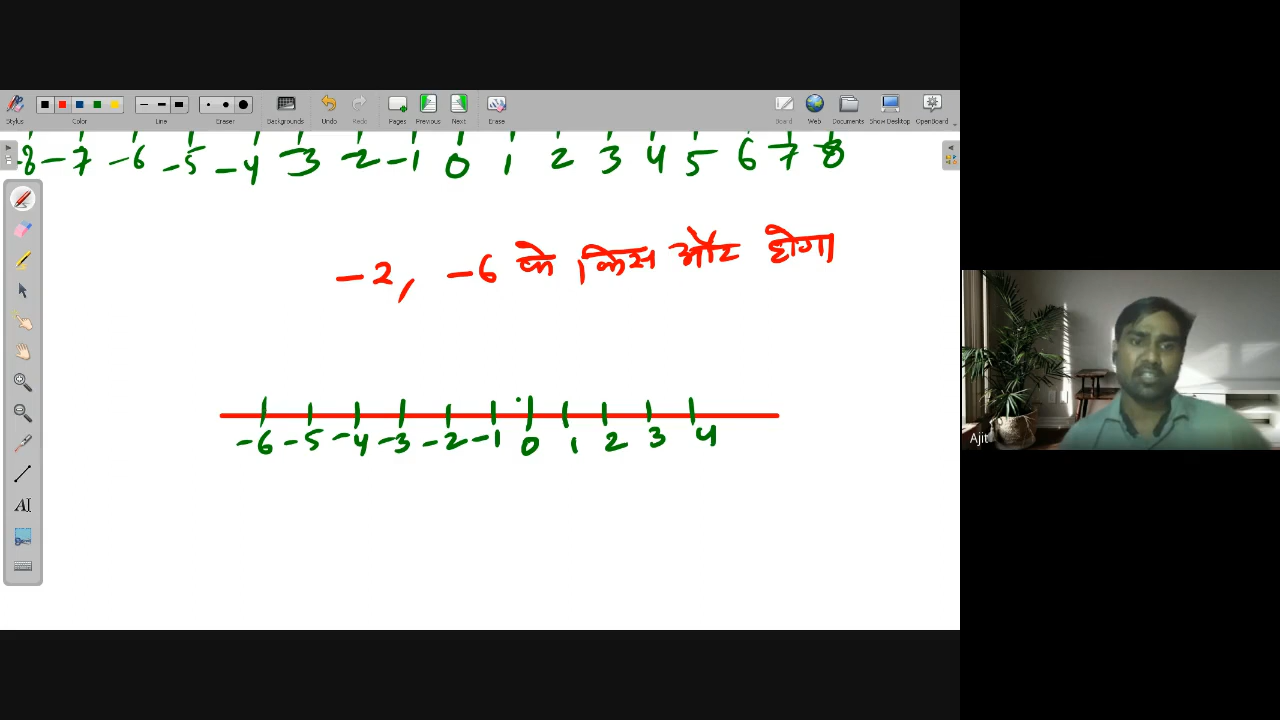 Stylus Color Line Eraser Backgrounds Undo Redo Pages Previous Next Erase Board Web Documents Show Desktop OpenBoard
-8 -7 -6 -5 -4 -3 -2 -1 0 1 2 3 4 5 6 7 8
-2, -6 के किस और होगा
-6 -5 -4 -3 -2 -1 0 1 2 3 4
AI
Ajit